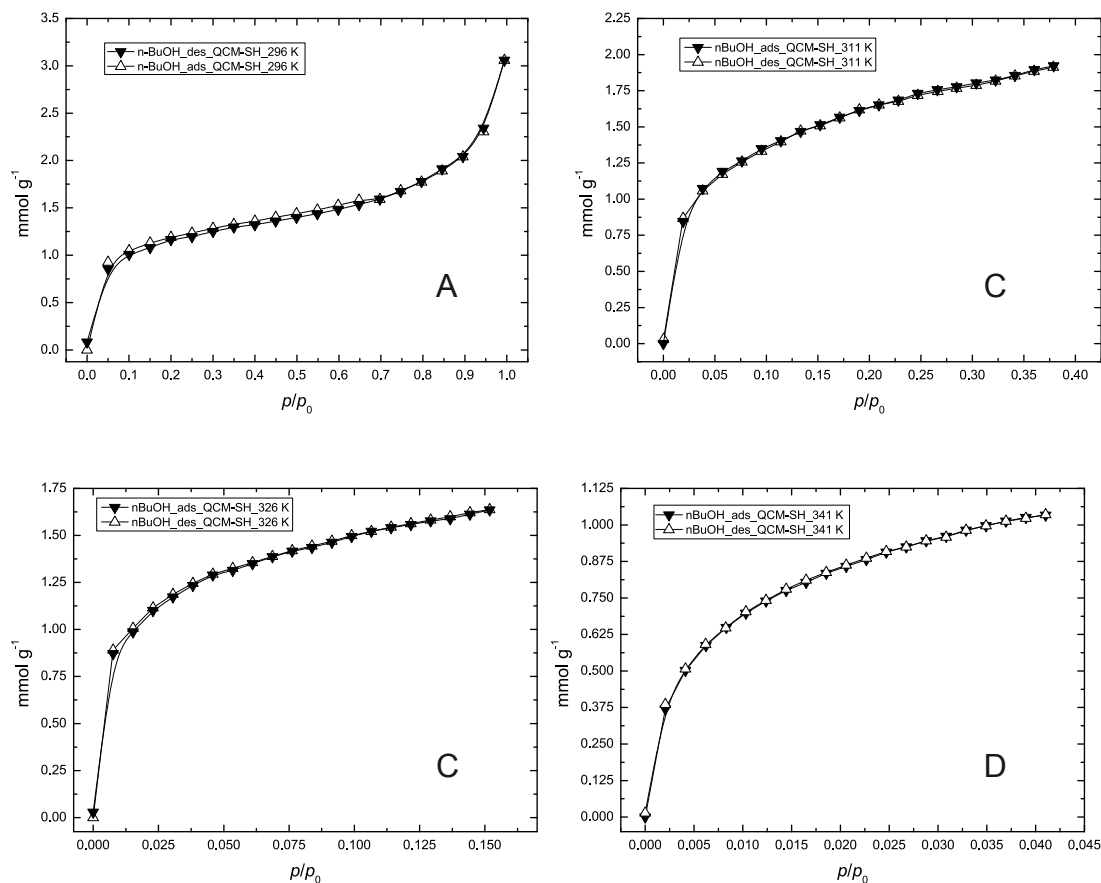 n-BuOH_des_QCM-SH_296 K
n-BuOH_ads_QCM-SH_296 K
mmol g⁻¹
3.5
3.0
2.5
2.0
1.5
1.0
0.5
0.0
A
0.0 0.1 0.2 0.3 0.4 0.5 0.6 0.7 0.8 0.9 1.0
p/p₀
nBuOH_ads_QCM-SH_311 K
nBuOH_des_QCM-SH_311 K
mmol g⁻¹
2.25
2.00
1.75
1.50
1.25
1.00
0.75
0.50
0.25
0.00
C
0.00 0.05 0.10 0.15 0.20 0.25 0.30 0.35 0.40
p/p₀
nBuOH_ads_QCM-SH_326 K
nBuOH_des_QCM-SH_326 K
mmol g⁻¹
1.75
1.50
1.25
1.00
0.75
0.50
0.25
0.00
C
0.000 0.025 0.050 0.075 0.100 0.125 0.150
p/p₀
nBuOH_ads_QCM-SH_341 K
nBuOH_des_QCM-SH_341 K
mmol g⁻¹
1.125
1.000
0.875
0.750
0.625
0.500
0.375
0.250
0.125
0.000
D
0.000 0.005 0.010 0.015 0.020 0.025 0.030 0.035 0.040 0.045
p/p₀